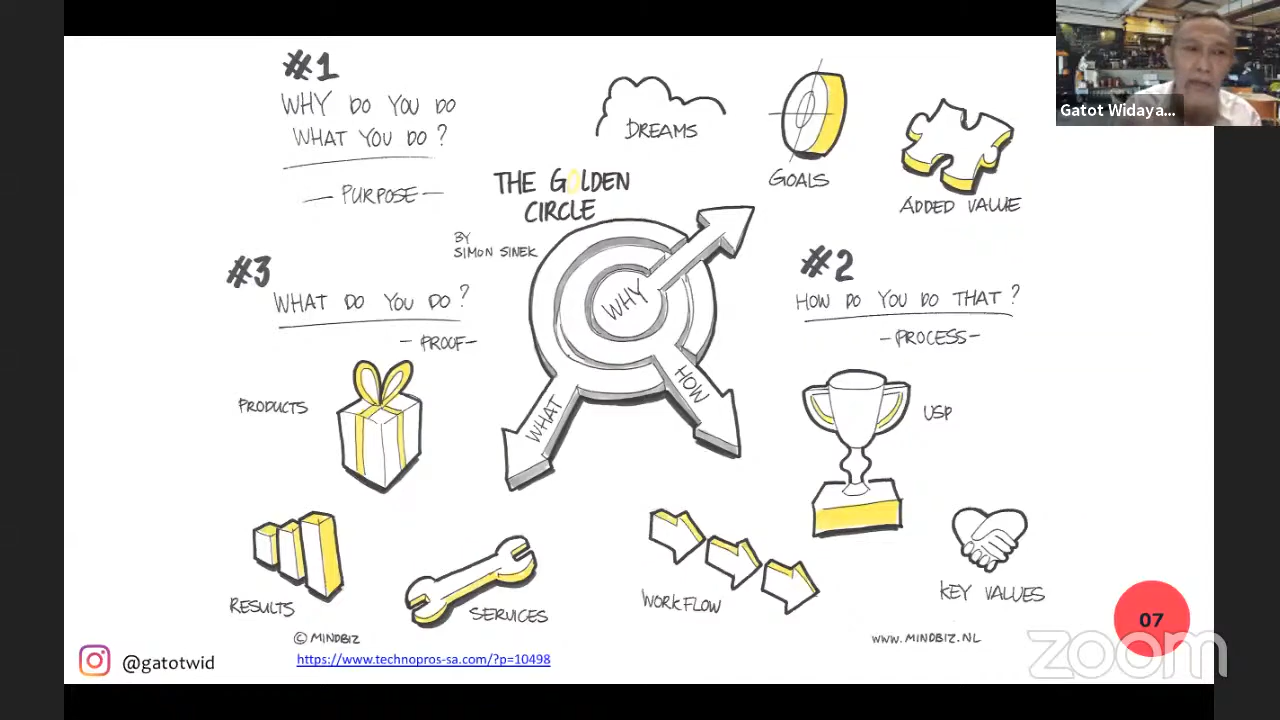 #1
WHY DO YOU DO
WHAT YOU DO?
— PURPOSE —
DREAMS
GOALS
ADDED VALUE
Gatot Widaya...
THE GOLDEN
CIRCLE
BY
SIMON SINEK
WHY
HOW
WHAT
#2
HOW DO YOU DO THAT?
-PROCESS-
USP
KEY VALUES
WORKFLOW
#3
WHAT DO YOU DO?
- PROOF-
PRODUCTS
RESULTS
SERVICES
© MINDBIZ
WWW.MINDBIZ.NL
@gatotwid
https://www.technopros-sa.com/?p=10498
07
zoom